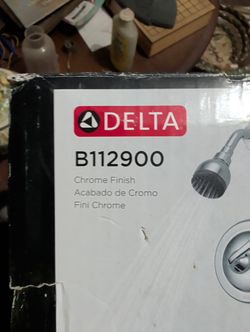 DELTA
B112900
Chrome Finish
Acabado de Cromo
Fini Chrome